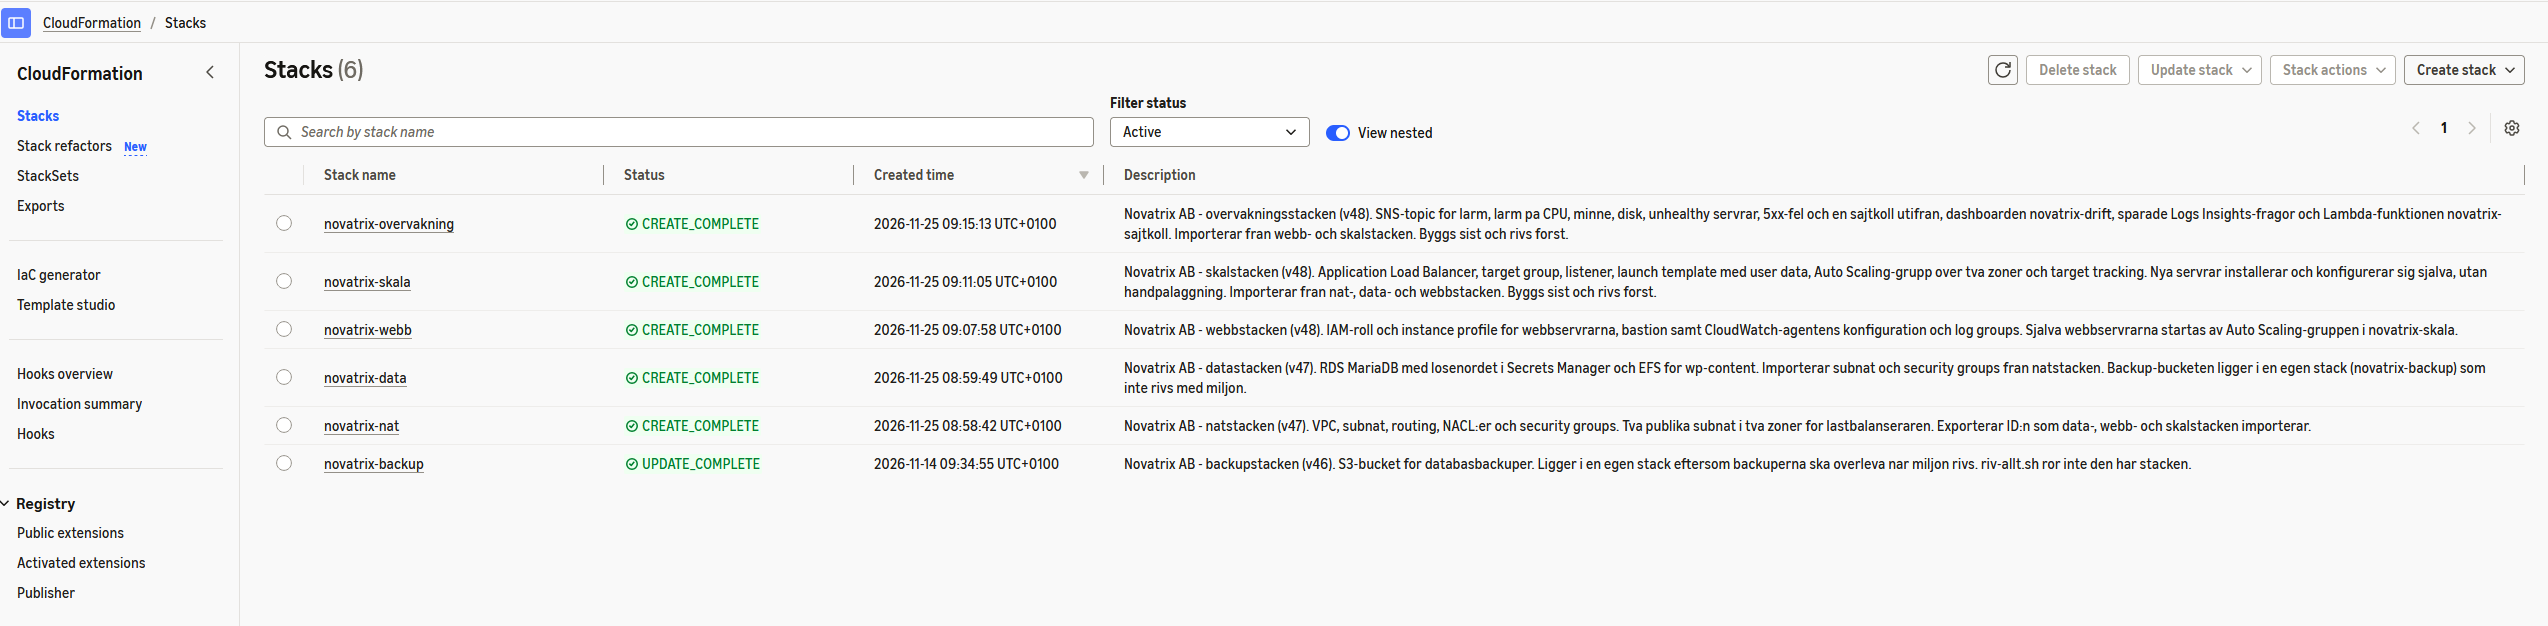 CloudFormation / Stacks
CloudFormation
Stacks
Stack refactors New
StackSets
Exports
IaC generator
Template studio
Hooks overview
Invocation summary
Hooks
Registry
Public extensions
Activated extensions
Publisher
Stacks (6)
Delete stack
Update stack
Stack actions
Create stack
Filter status
Search by stack name
Active
View nested
1
Stack name Status Created time Description
novatrix-overvakning CREATE_COMPLETE 2026-11-25 09:15:13 UTC+0100 Novatrix AB - overvakningsstacken (v48). SNS-topic for larm, larm pa CPU, minne, disk, unhealthy servrar, 5xx-fel och en sajtkoll utifran, dashboarden novatrix-drift, sparade Logs Insights-fragor och Lambda-funktionen novatrix-
sajtkoll. Importerar fran webb- och skalstacken. Byggs sist och rivs forst.
novatrix-skala CREATE_COMPLETE 2026-11-25 09:11:05 UTC+0100 Novatrix AB - skalstacken (v48). Application Load Balancer, target group, listener, launch template med user data, Auto Scaling-grupp over tva zoner och target tracking. Nya servrar installerar och konfigurerar sig sjalva, utan
handpalaggning. Importerar fran nat-, data- och webbstacken. Byggs sist och rivs forst.
novatrix-webb CREATE_COMPLETE 2026-11-25 09:07:58 UTC+0100 Novatrix AB - webbstacken (v48). IAM-roll och instance profile for webbservrarna, bastion samt CloudWatch-agentens konfiguration och log groups. Sjalva webbservrarna startas av Auto Scaling-gruppen i novatrix-skala.
novatrix-data CREATE_COMPLETE 2026-11-25 08:59:49 UTC+0100 Novatrix AB - datastacken (v47). RDS MariaDB med losenordet i Secrets Manager och EFS for wp-content. Importerar subnat och security groups fran natstacken. Backup-bucketen ligger i en egen stack (novatrix-backup) som
inte rivs med miljon.
novatrix-nat CREATE_COMPLETE 2026-11-25 08:58:42 UTC+0100 Novatrix AB - natstacken (v47). VPC, subnat, routing, NACL:er och security groups. Tva publika subnat i tva zoner for lastbalanseraren. Exporterar ID:n som data-, webb- och skalstacken importerar.
novatrix-backup UPDATE_COMPLETE 2026-11-14 09:34:55 UTC+0100 Novatrix AB - backupstacken (v46). S3-bucket for databasbackuper. Ligger i en egen stack eftersom backuperna ska overleva nar miljon rivs. riv-allt.sh ror inte den har stacken.